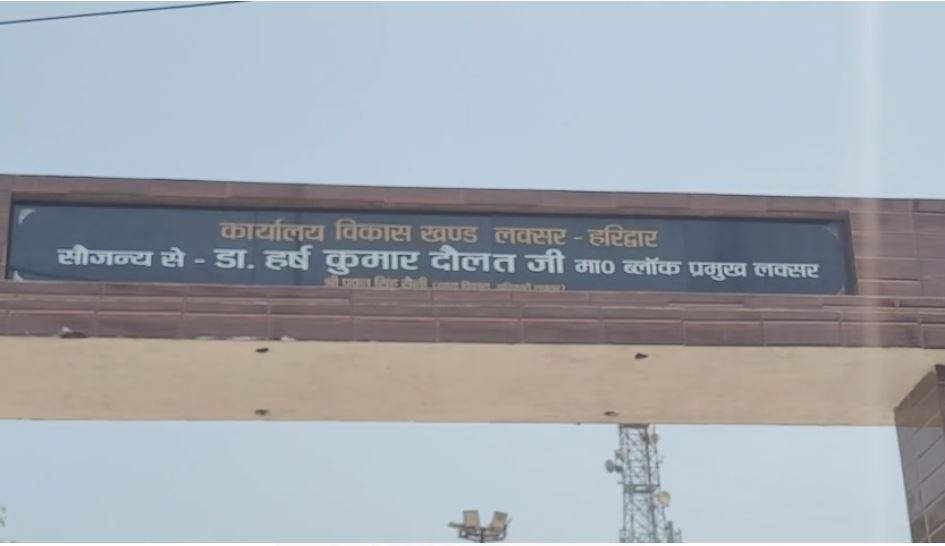 कार्यालय विकास खण्ड लक्सर - हरिद्वार
सौजन्य से - डा. हर्ष कुमार दौलत जी मा० ब्लॉक प्रमुख लक्सर
श्री सिंह सैनी